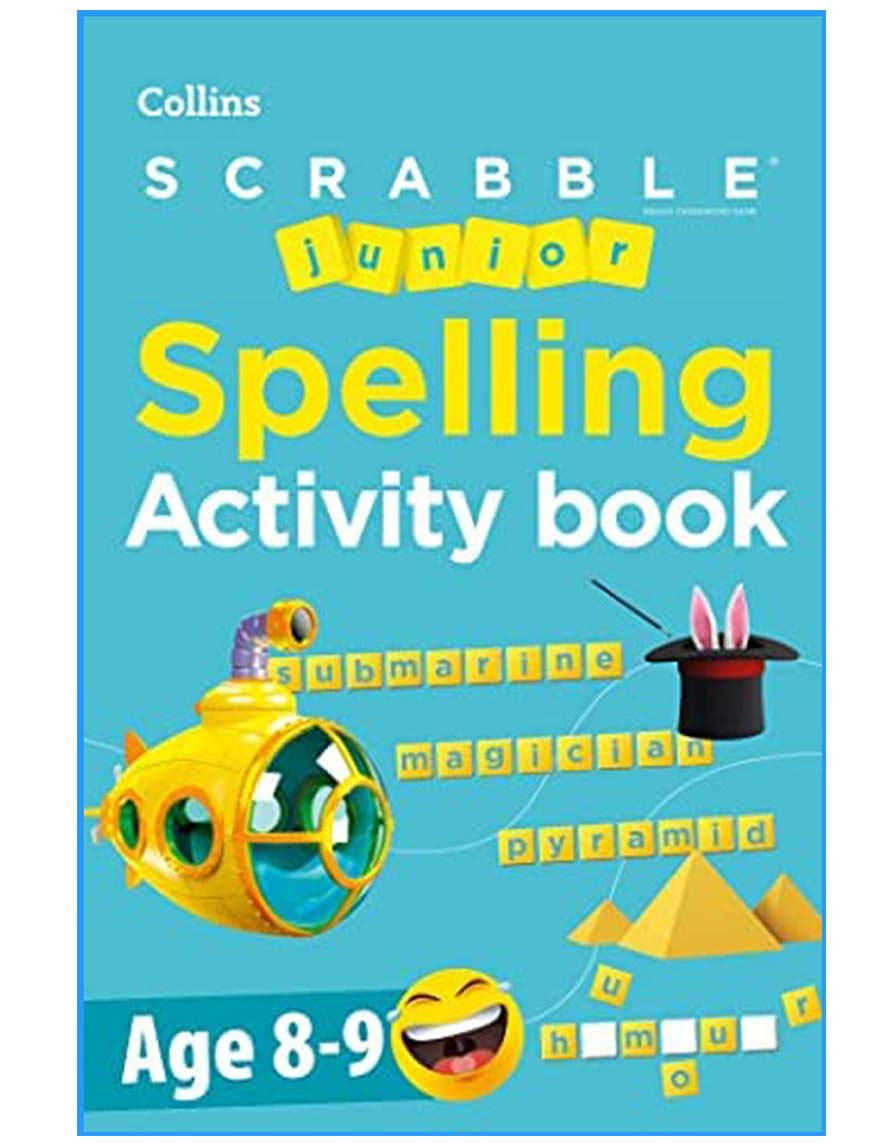 Collins
SCRABBLE®
junior
Spelling
Activity book
submarine
magician
pyramid
u
r
h m u
o
Age 8-9